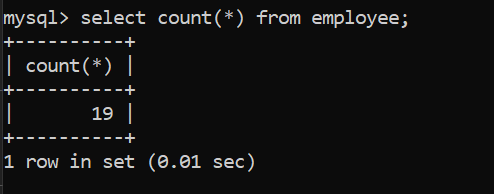 mysql> select count(*) from employee;
+----------+
| count(*) |
+----------+
|       19 |
+----------+
1 row in set (0.01 sec)